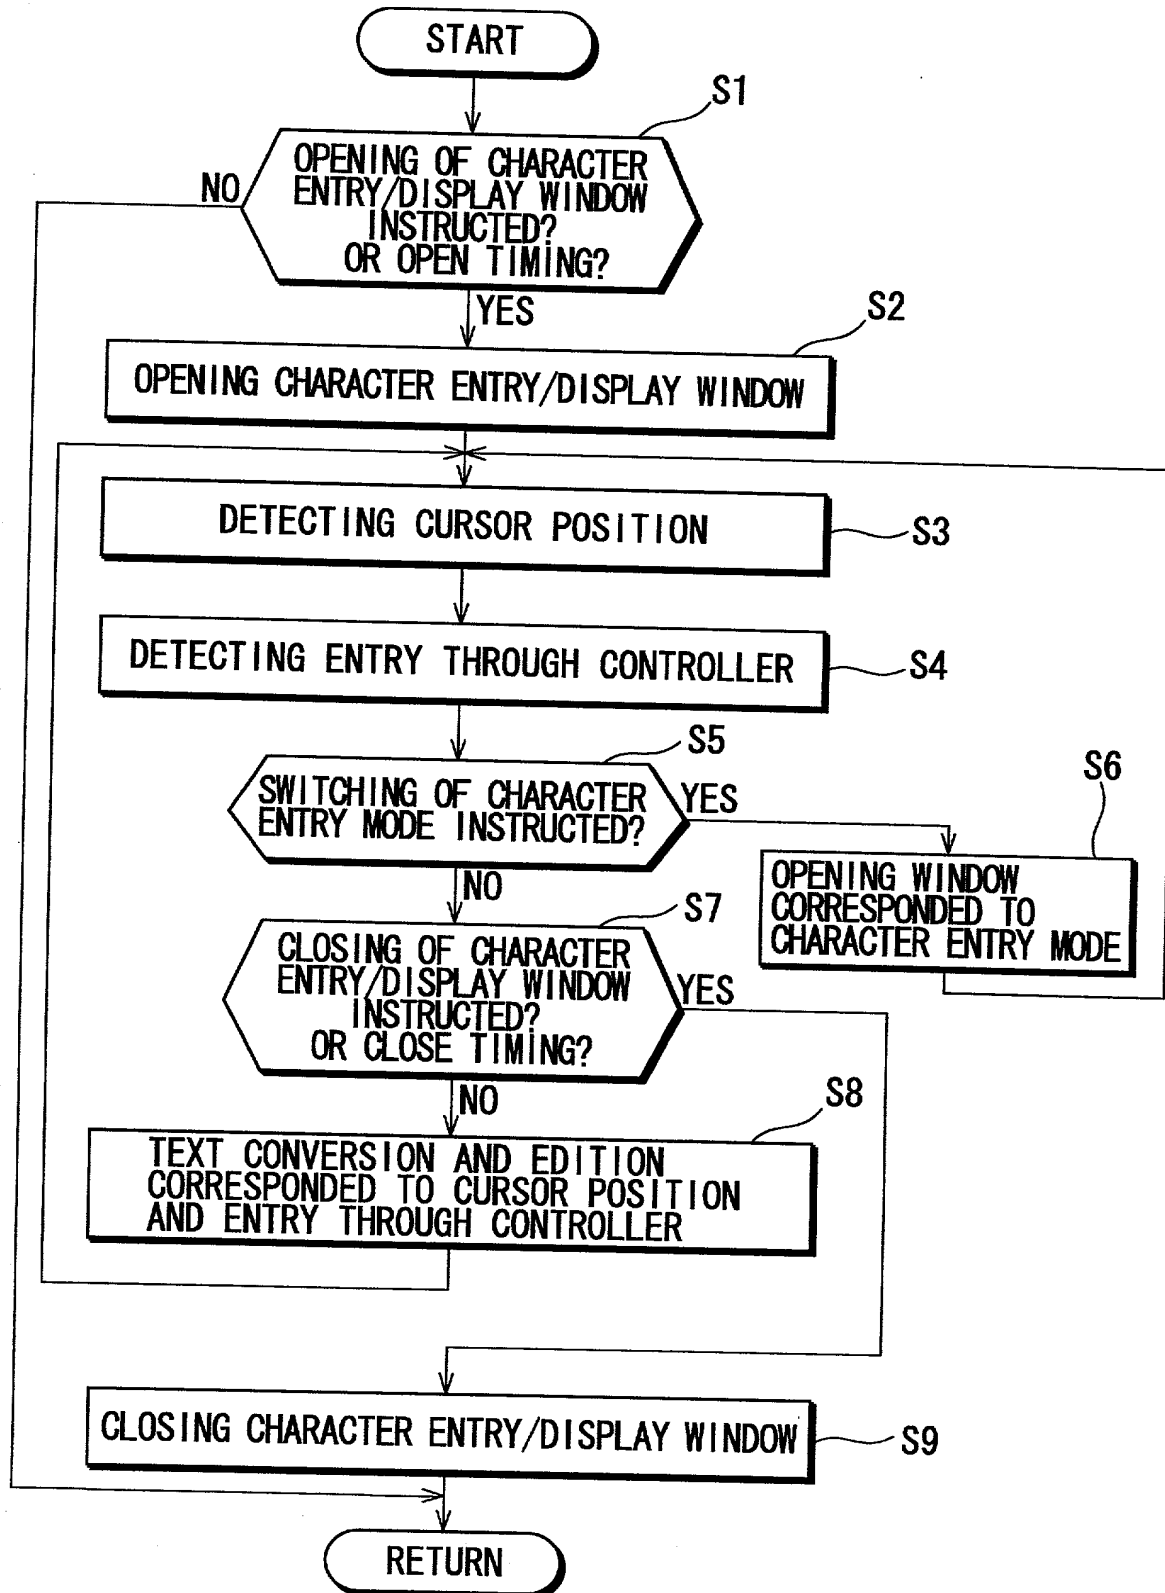 START
S1
OPENING OF CHARACTER
ENTRY/DISPLAY WINDOW
INSTRUCTED?
OR OPEN TIMING?
NO
YES
S2
OPENING CHARACTER ENTRY/DISPLAY WINDOW
DETECTING CURSOR POSITION
S3
DETECTING ENTRY THROUGH CONTROLLER
S4
S5
SWITCHING OF CHARACTER
ENTRY MODE INSTRUCTED?
YES
NO
S6
OPENING WINDOW
CORRESPONDED TO
CHARACTER ENTRY MODE
S7
CLOSING OF CHARACTER
ENTRY/DISPLAY WINDOW
INSTRUCTED?
OR CLOSE TIMING?
YES
NO
S8
TEXT CONVERSION AND EDITION
CORRESPONDED TO CURSOR POSITION
AND ENTRY THROUGH CONTROLLER
CLOSING CHARACTER ENTRY/DISPLAY WINDOW
S9
RETURN